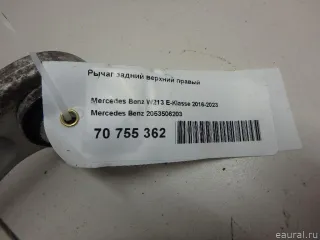 Рычаг задний верхний правый
Mercedes Benz W213 E-Klasse 2016-2023
Mercedes Benz 2053506203
70 755 362
eaural.ru